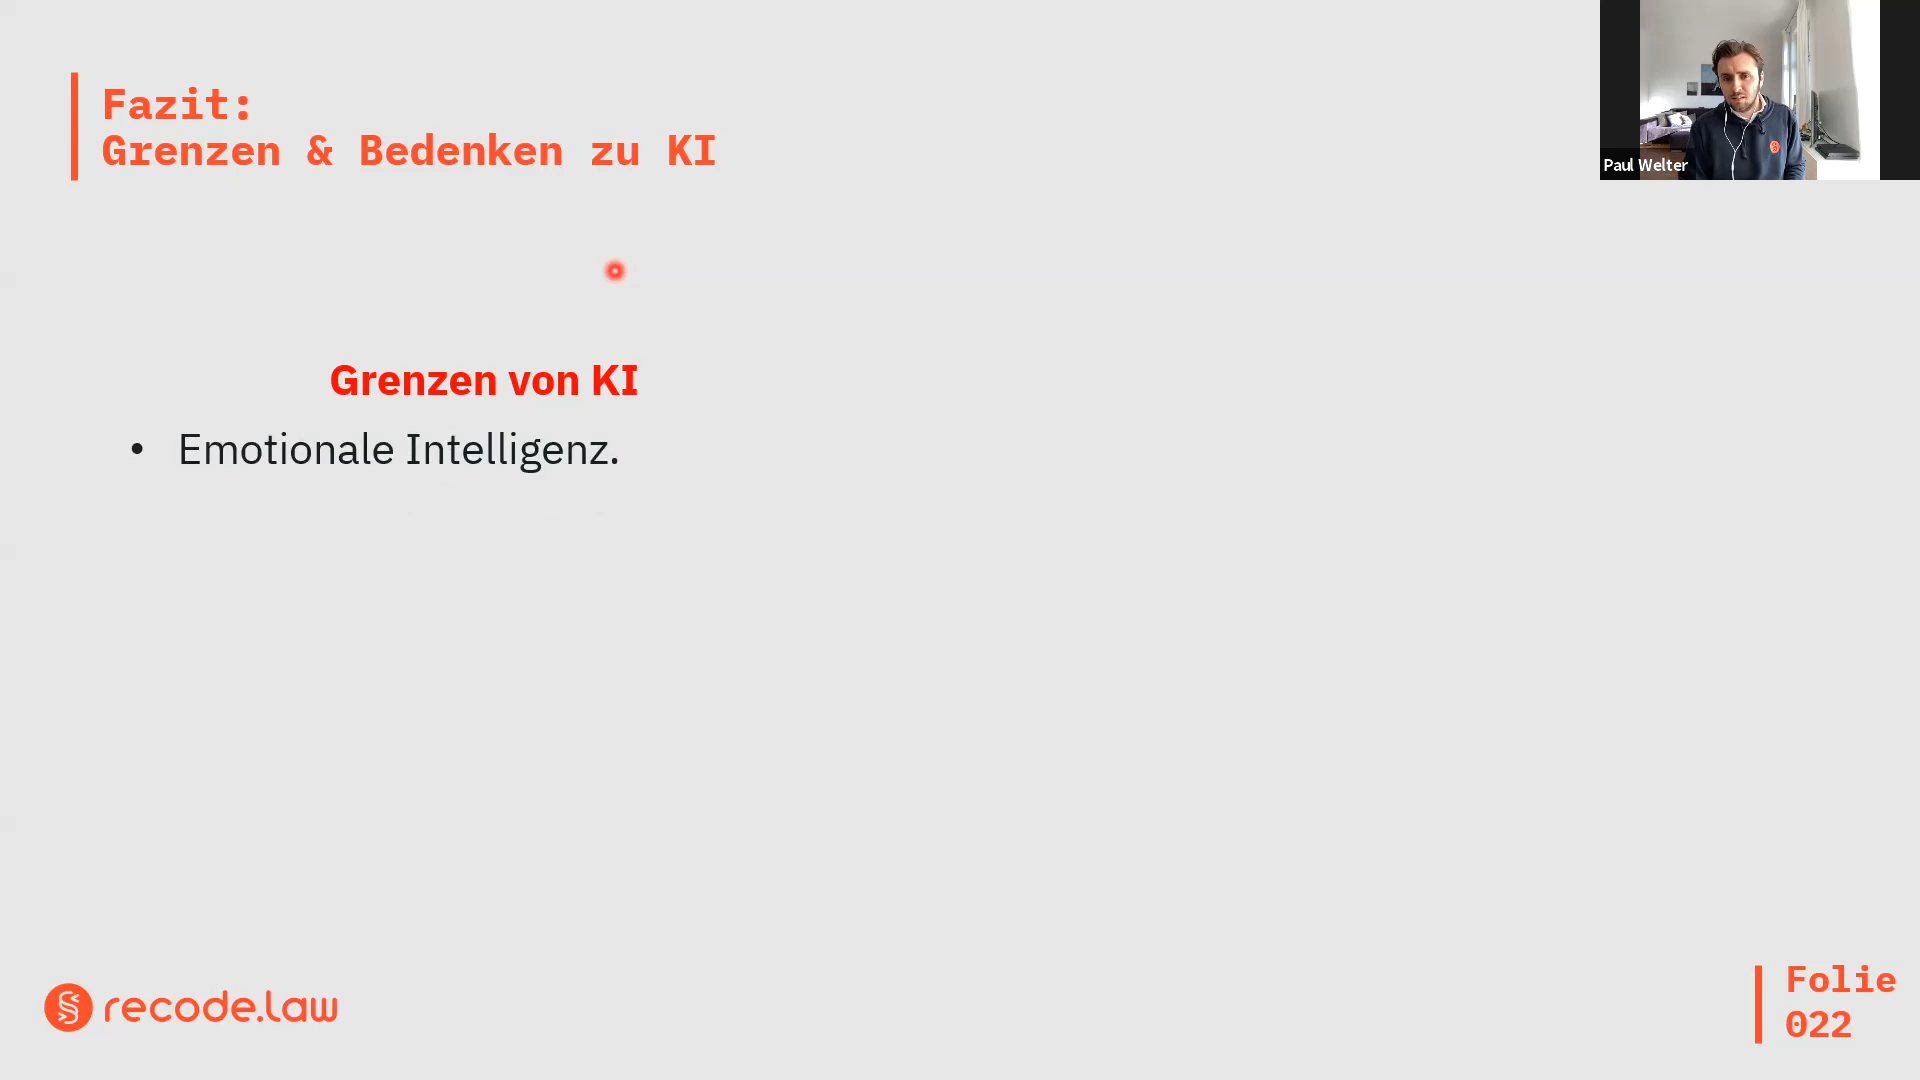 Fazit:
Grenzen & Bedenken zu KI
Paul Welter
Grenzen von KI
• Emotionale Intelligenz.
recode.law
Folie
022